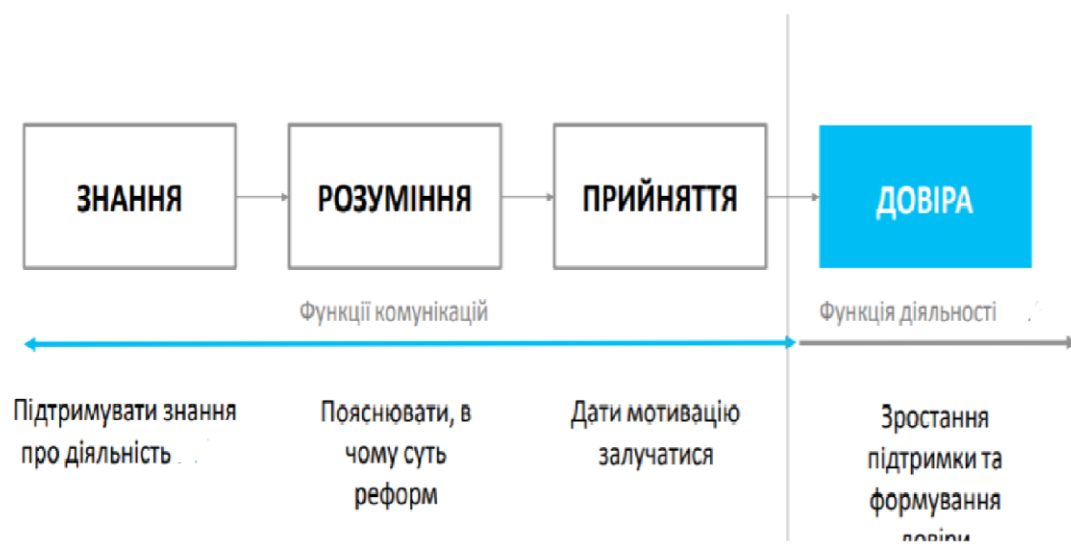 ЗНАННЯ
РОЗУМІННЯ
ПРИЙНЯТТЯ
ДОВІРА
Функції комунікацій
Функція діяльності
Підтримувати знання
про діяльність
Пояснювати, в
чому суть
реформ
Дати мотивацію
залучатися
Зростання
підтримки та
формування
довіри